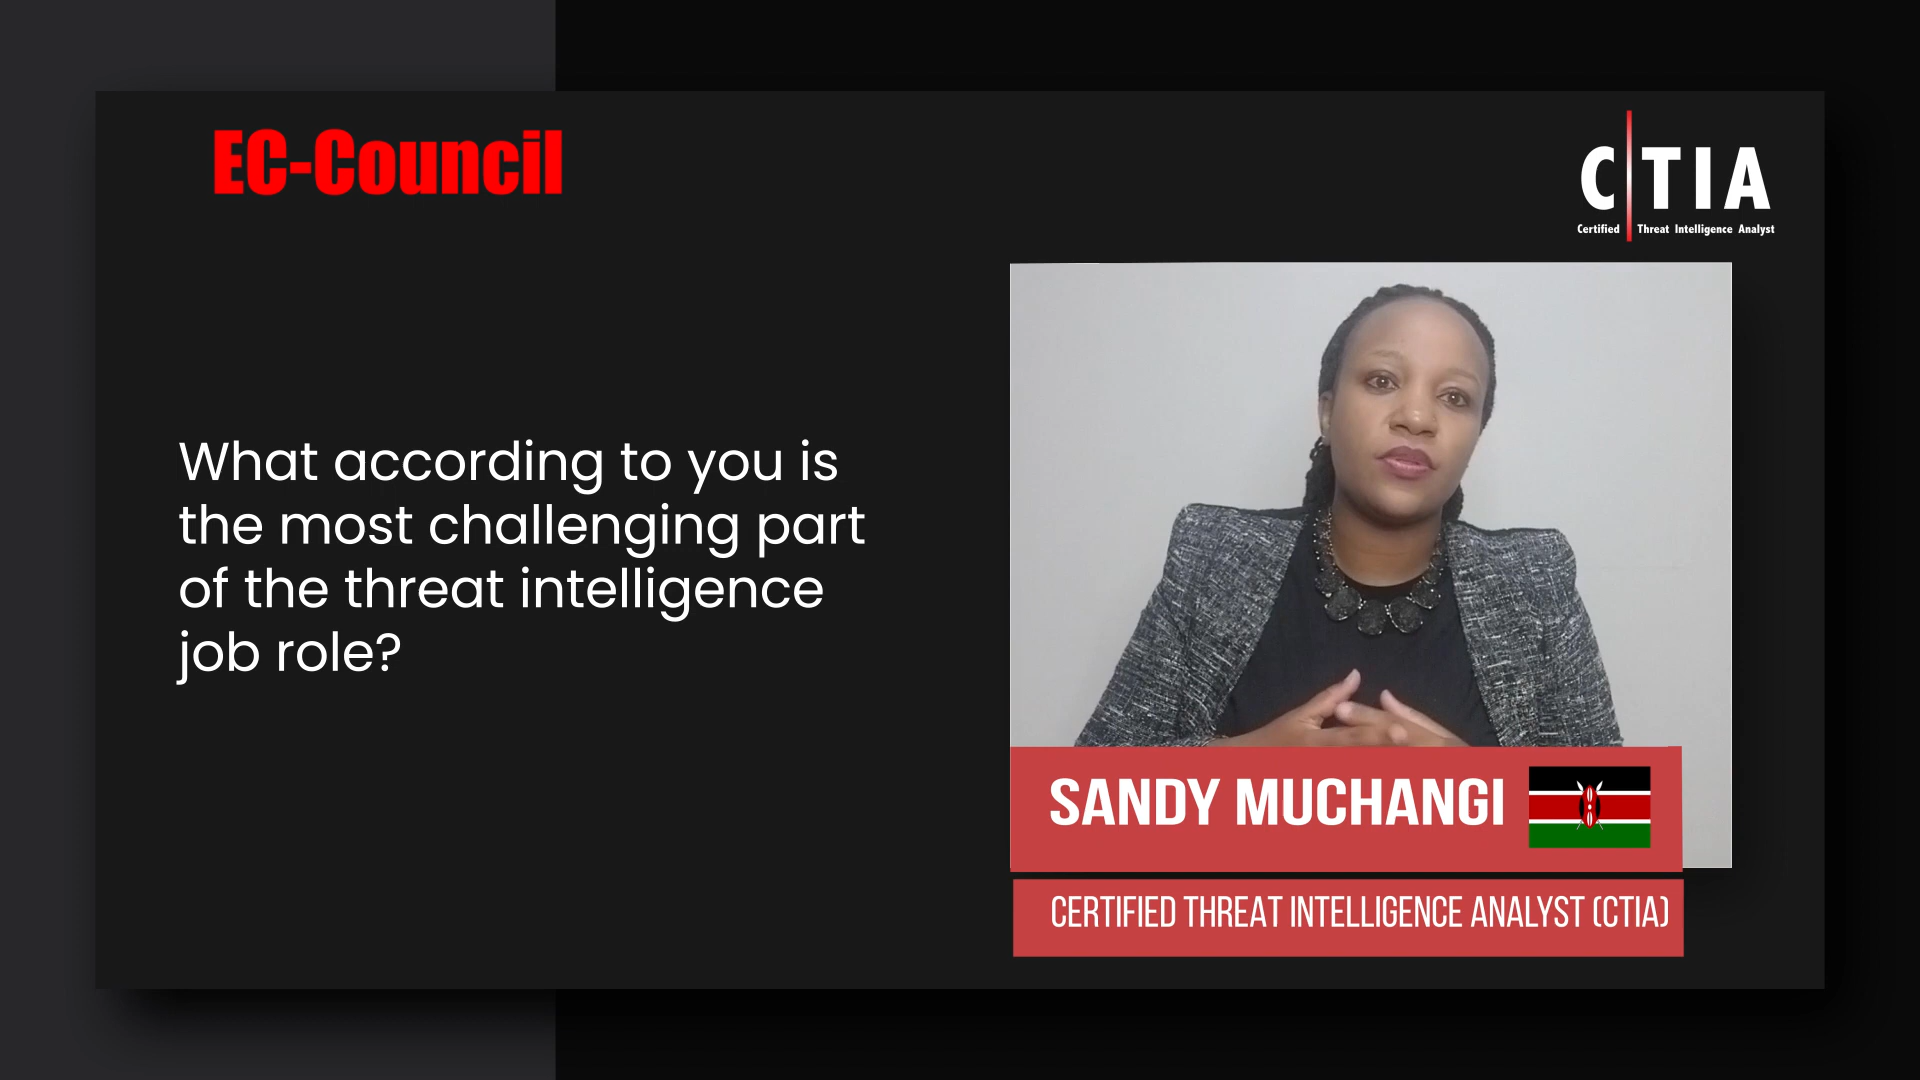 EC-Council
C TIA
Certified Threat Intelligence Analyst
What according to you is
the most challenging part
of the threat intelligence
job role?
SANDY MUCHANGI
CERTIFIED THREAT INTELLIGENCE ANALYST (CTIA)